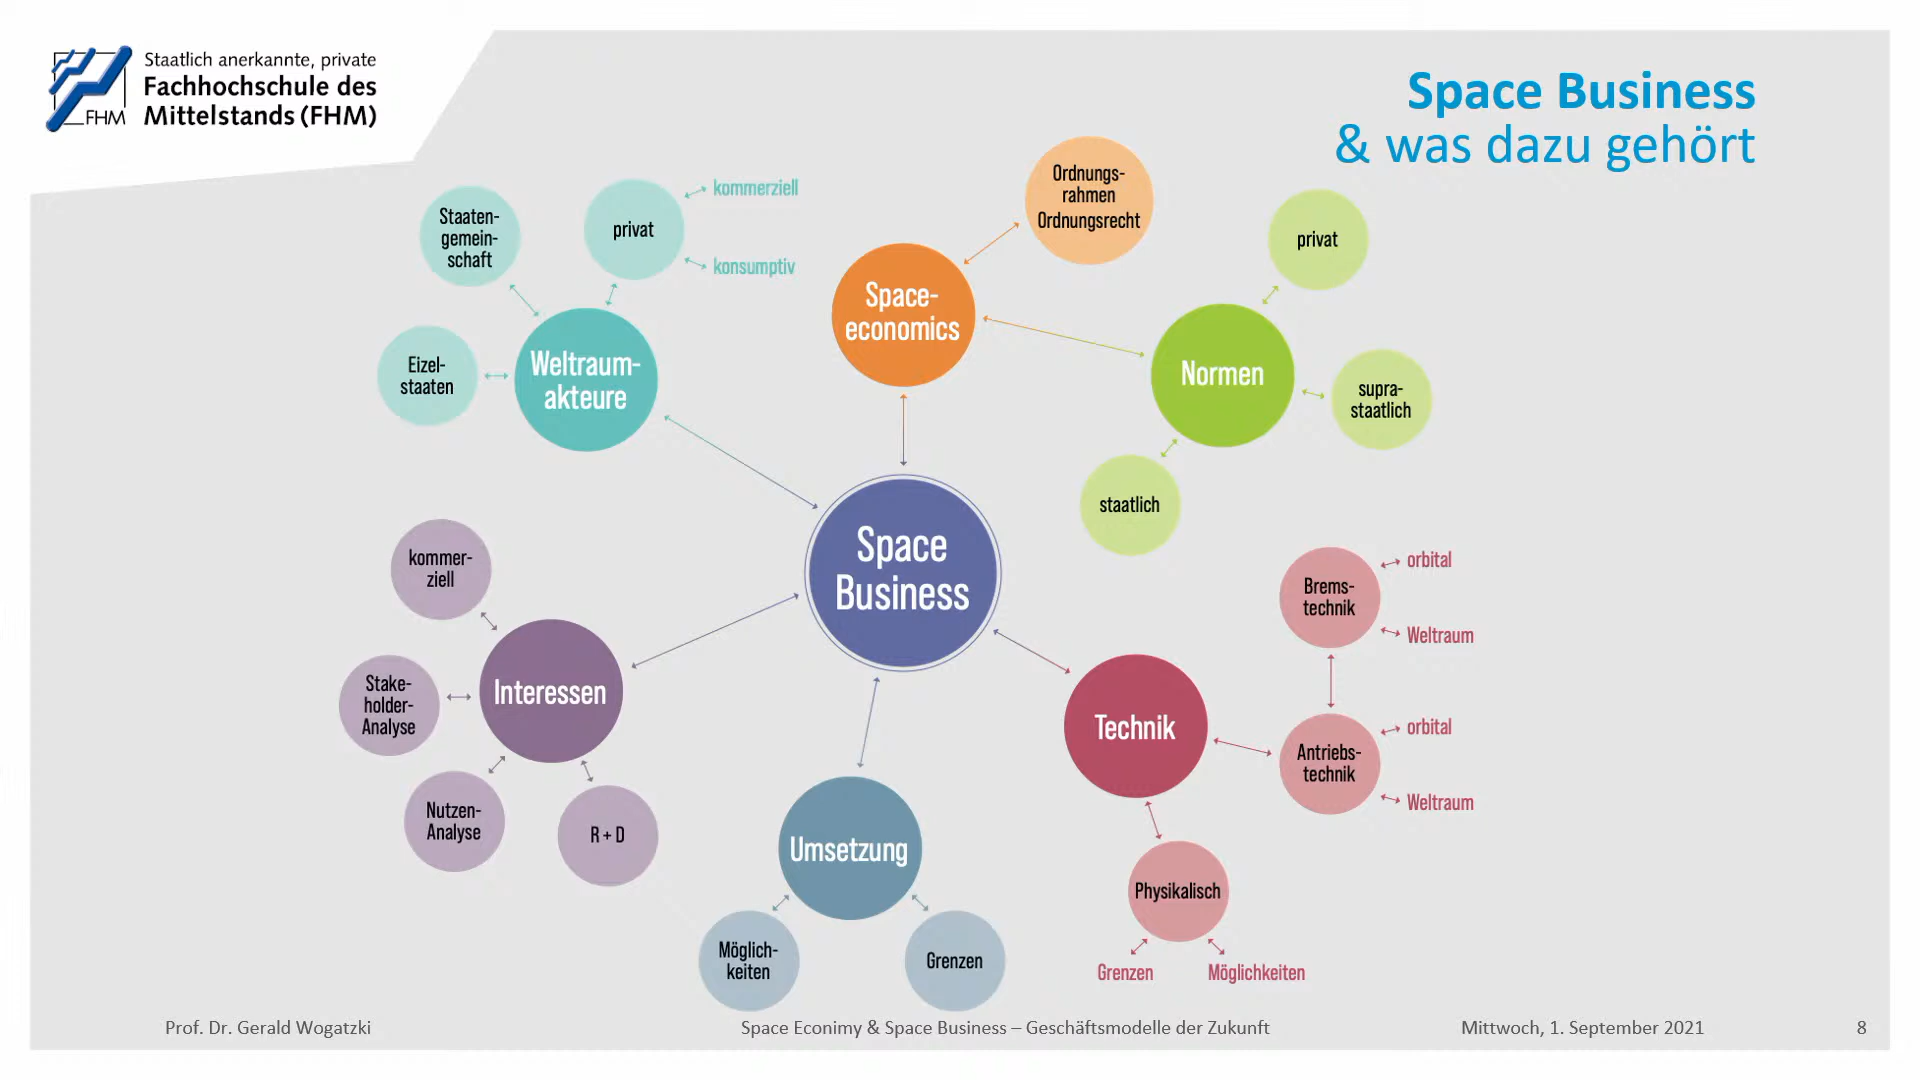 Staatlich anerkannte, private
Fachhochschule des
Mittelstands (FHM)
FHM
Space Business
& was dazu gehört
Staaten-
gemein-
schaft
privat
kommerziell
konsumptiv
Eizel-
staaten
Weltraum-
akteure
Space-
economics
Ordnungs-
rahmen
Ordnungsrecht
Normen
privat
supra-
staatlich
staatlich
Space
Business
kommer-
ziell
Stake-
holder-
Analyse
Interessen
Nutzen-
Analyse
R + D
Umsetzung
Möglich-
keiten
Grenzen
Technik
Brems-
technik
orbital
Weltraum
Antriebs-
technik
orbital
Weltraum
Physikalisch
Grenzen
Möglichkeiten
Prof. Dr. Gerald Wogatzki
Space Econimy & Space Business – Geschäftsmodelle der Zukunft
Mittwoch, 1. September 2021
8